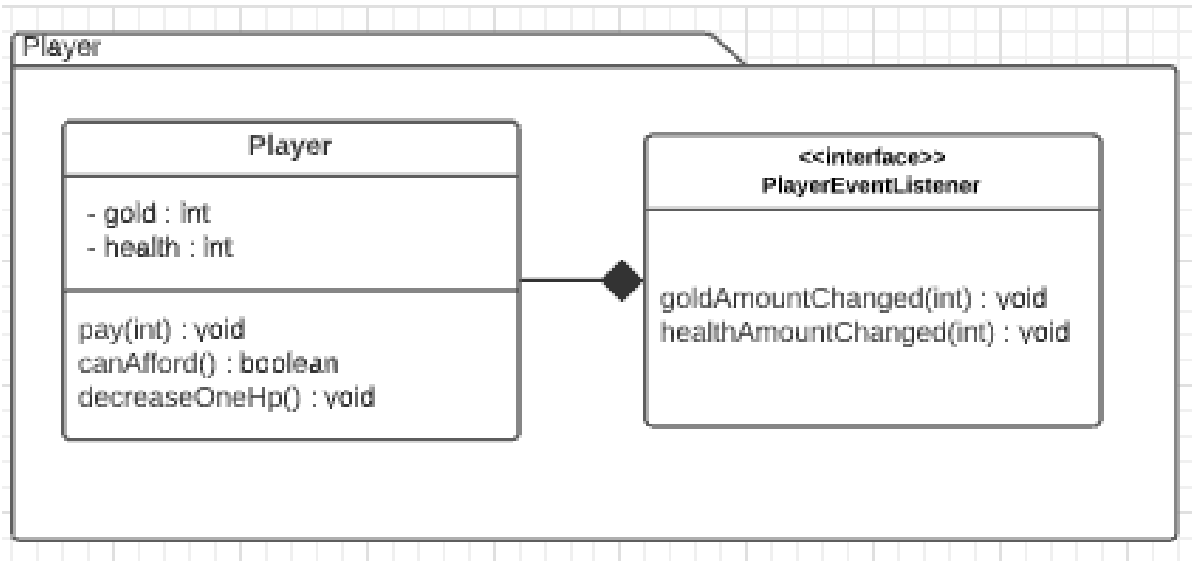 Player
Player
- gold : int
- health : int
pay(int) : void
canAfford() : boolean
decreaseOneHp() : void
<<interface>>
PlayerEventListener
goldAmountChanged(int) : void
healthAmountChanged(int) : void